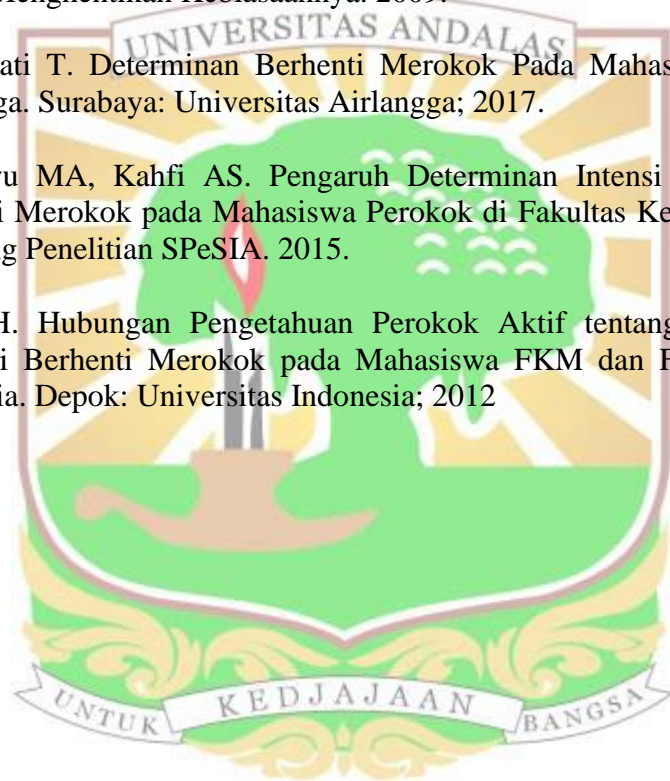 Menghentikan Kebiasaannya. 2009.
UNIVERSITAS ANDALAS
ati T. Determinan Berhenti Merokok Pada Mahas
ga. Surabaya: Universitas Airlangga; 2017.
u MA, Kahfi AS. Pengaruh Determinan Intensi
i Merokok pada Mahasiswa Perokok di Fakultas Ke
g Penelitian SPeSIA. 2015.
H. Hubungan Pengetahuan Perokok Aktif tentang
i Berhenti Merokok pada Mahasiswa FKM dan F
ia. Depok: Universitas Indonesia; 2012
UNTUK KEDJAJAAN BANGSA